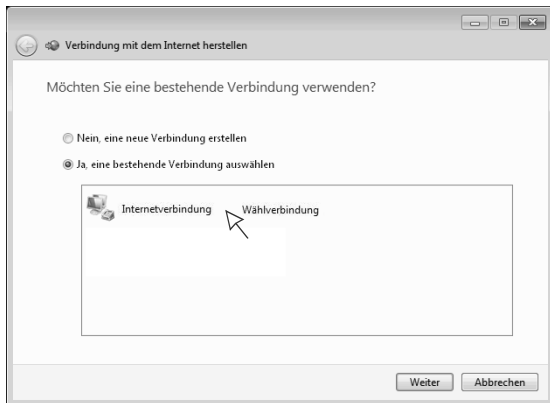 Verbindung mit dem Internet herstellen
Möchten Sie eine bestehende Verbindung verwenden?
Nein, eine neue Verbindung erstellen
Ja, eine bestehende Verbindung auswählen
Internetverbindung Wählverbindung
Weiter Abbrechen